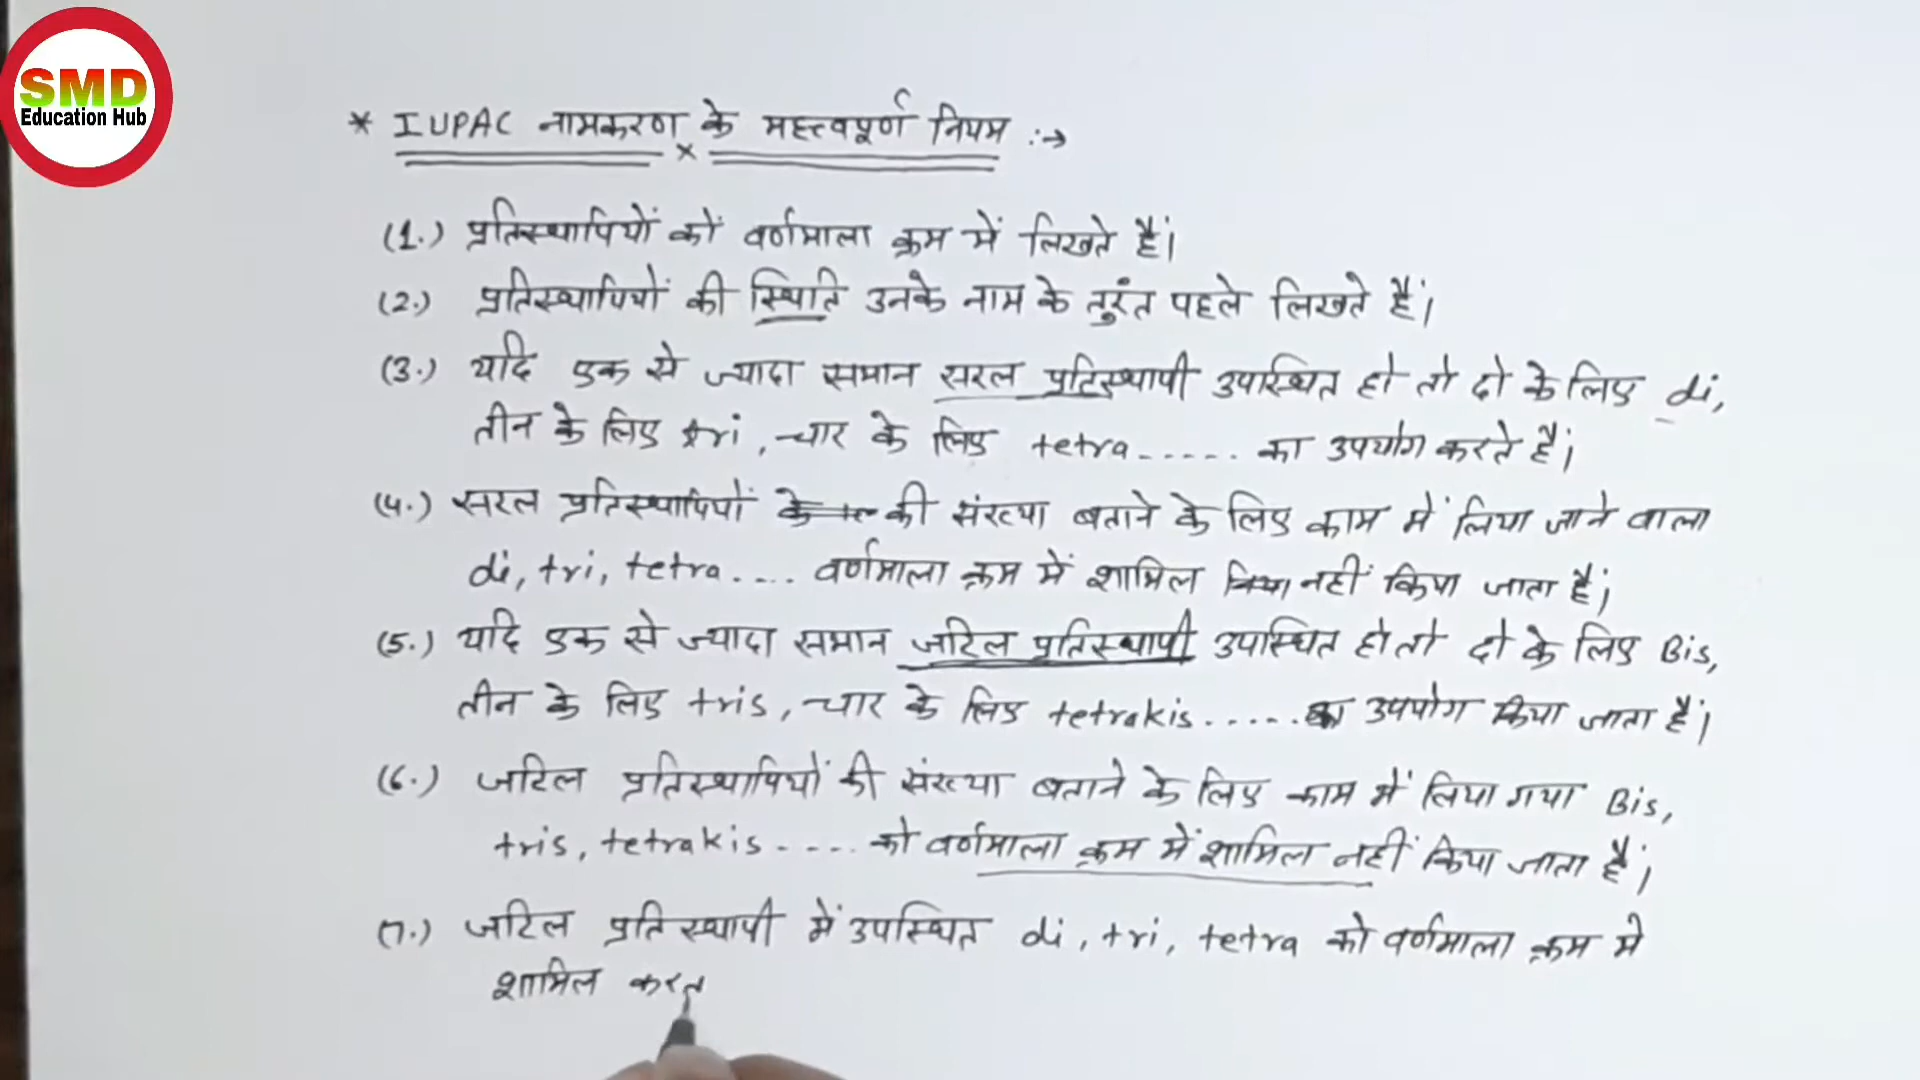 SMD
Education Hub
* IUPAC नामकरण के महत्त्वपूर्ण नियम :→
(1.) प्रतिस्थापियों को वर्णमाला क्रम में लिखते हैं।
(2.) प्रतिस्थापियों की स्थिति उनके नाम के तुरंत पहले लिखते हैं।
(3.) यदि एक से ज्यादा समान सरल प्रतिस्थापी उपस्थित हो तो दो के लिए di,
तीन के लिए tri, चार के लिए tetra..... का उपयोग करते हैं।
(4.) सरल प्रतिस्थापियों की संख्या बताने के लिए काम में लिया जाने वाला
di, tri, tetra.... वर्णमाला क्रम में शामिल नहीं किया जाता है।
(5.) यदि एक से ज्यादा समान जटिल प्रतिस्थापी उपस्थित हो तो दो के लिए Bis,
तीन के लिए tris, चार के लिए tetrakis..... का उपयोग किया जाता है।
(6.) जटिल प्रतिस्थापियों की संख्या बताने के लिए काम में लिया गया Bis,
tris, tetrakis..... को वर्णमाला क्रम में शामिल नहीं किया जाता है।
(7.) जटिल प्रतिस्थापी में उपस्थित di, tri, tetra को वर्णमाला क्रम मे
शामिल करत